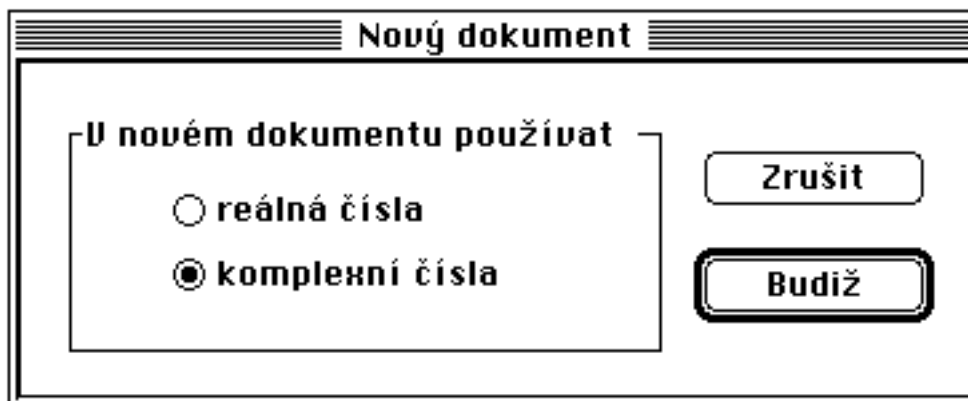 Nový dokument
V novém dokumentu používat
reálná čísla
komplexní čísla
Zrušit
Budiž